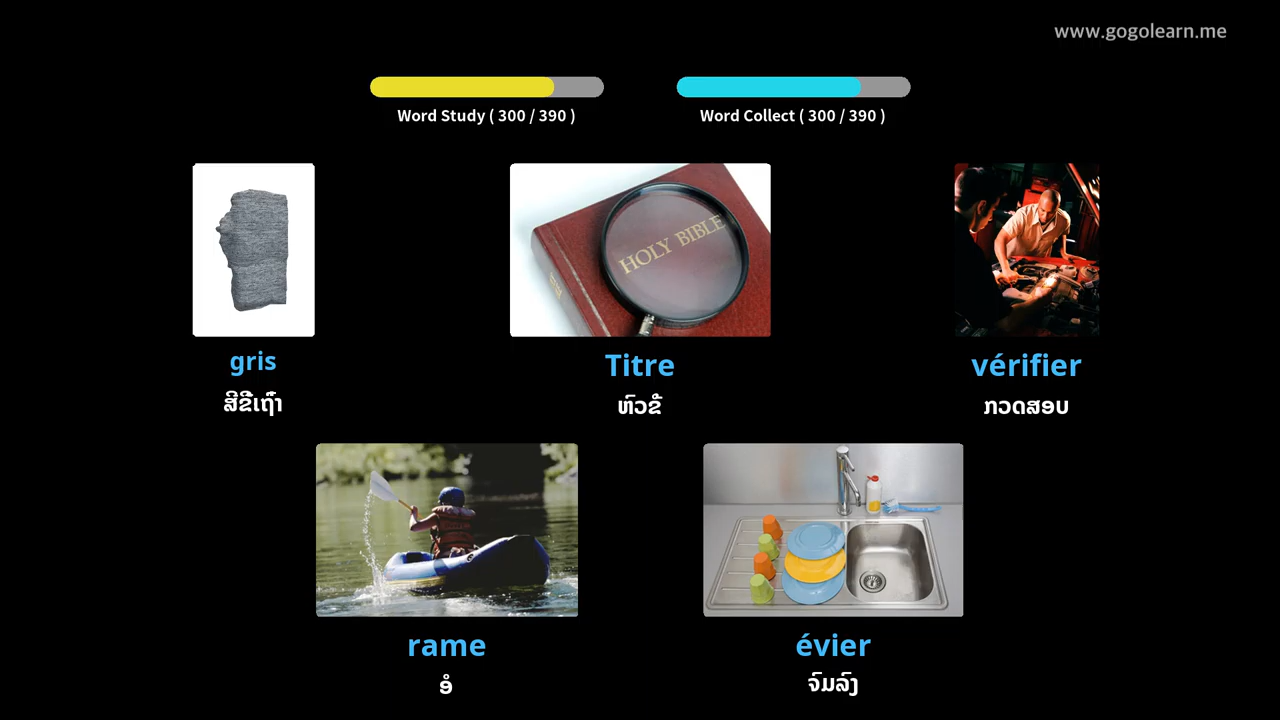 www.gogolearn.me
Word Study ( 300 / 390 )
Word Collect ( 300 / 390 )
HOLY BIBLE
gris
Titre
vérifier
ສີຂີ້ເຖົ່າ
ຫົວຂໍ້
ກວດສອບ
rame
évier
ອໍ
ຈົມລົງ